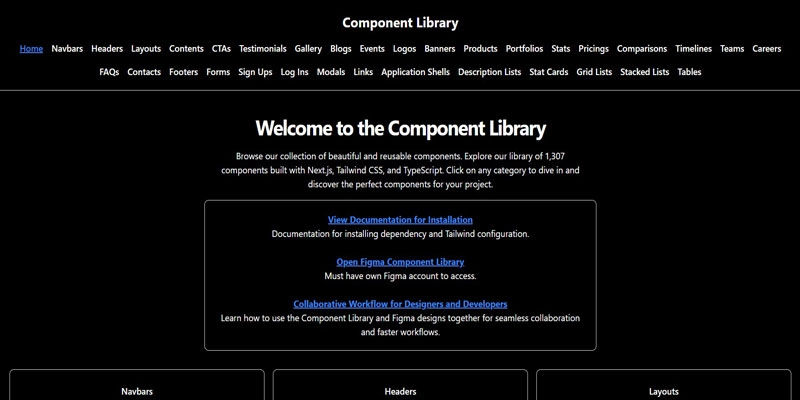 Component Library
Home Navbars Headers Layouts Contents CTAs Testimonials Gallery Blogs Events Logos Banners Products Portfolios Stats Pricings Comparisons Timelines Teams Careers
FAQs Contacts Footers Forms Sign Ups Log Ins Modals Links Application Shells Description Lists Stat Cards Grid Lists Stacked Lists Tables
Welcome to the Component Library
Browse our collection of beautiful and reusable components. Explore our library of 1,307
components built with Next.js, Tailwind CSS, and TypeScript. Click on any category to dive in and
discover the perfect components for your project.
View Documentation for Installation
Documentation for installing dependency and Tailwind configuration.
Open Figma Component Library
Must have own Figma account to access.
Collaborative Workflow for Designers and Developers
Learn how to use the Component Library and Figma designs together for seamless collaboration
and faster workflows.
Navbars Headers Layouts